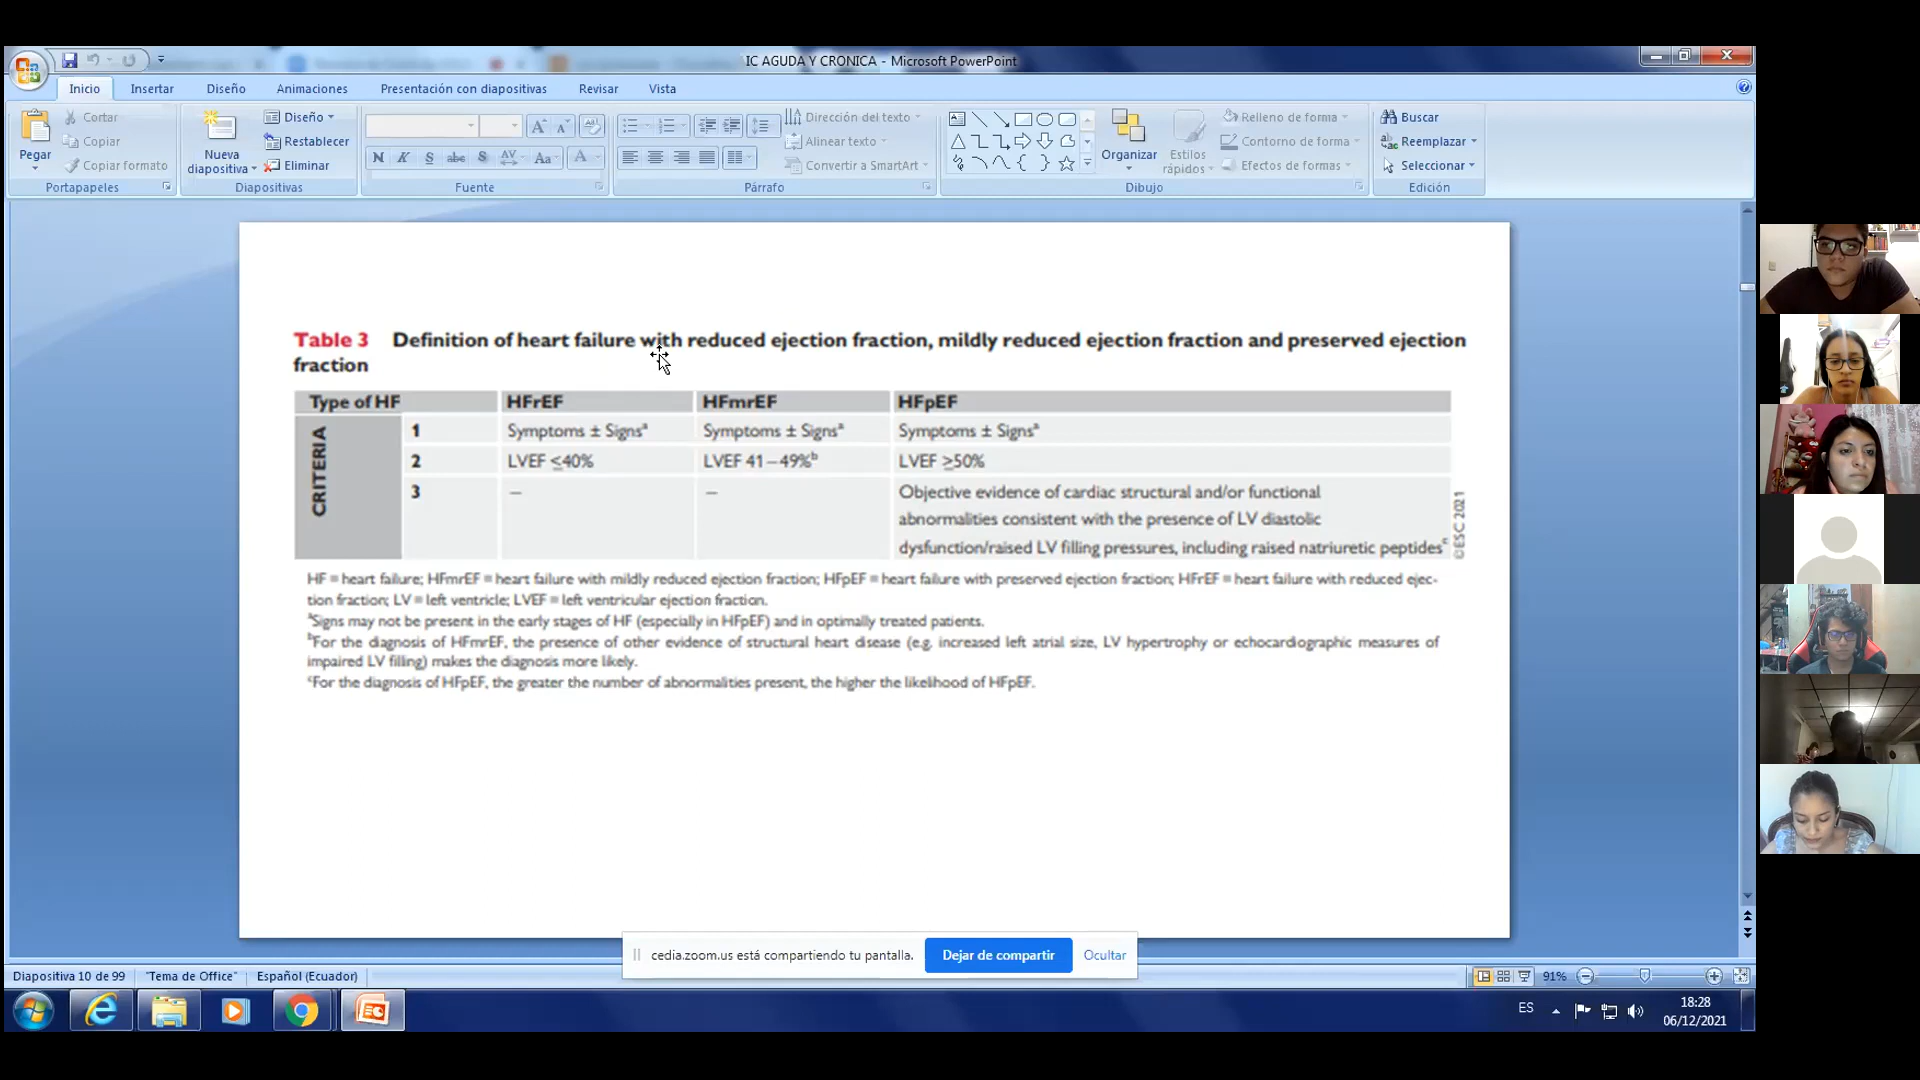 IC AGUDA Y CRONICA - Microsoft PowerPoint
Inicio Insertar Diseño Animaciones Presentación con diapositivas Revisar Vista
Pegar
Cortar
Copiar
Copiar formato
Portapapeles
Nueva
diapositiva
Diseño
Restablecer
Eliminar
Diapositivas
N K S abc S AV Aa A
Fuente
Dirección del texto
Alinear texto
Convertir a SmartArt
Párrafo
Organizar
Estilos
rápidos
Relleno de forma
Contorno de forma
Efectos de formas
Dibujo
Buscar
Reemplazar
Seleccionar
Edición
Table 3 Definition of heart failure with reduced ejection fraction, mildly reduced ejection fraction and preserved ejection
fraction
Type of HF HFrEF HFmrEF HFpEF
CRITERIA
1 Symptoms ± Signsᵃ Symptoms ± Signsᵃ Symptoms ± Signsᵃ
2 LVEF ≤40% LVEF 41–49%ᵇ LVEF ≥50%
3 – – Objective evidence of cardiac structural and/or functional
abnormalities consistent with the presence of LV diastolic
dysfunction/raised LV filling pressures, including raised natriuretic peptidesᶜ
©ESC 2021
HF = heart failure; HFmrEF = heart failure with mildly reduced ejection fraction; HFpEF = heart failure with preserved ejection fraction; HFrEF = heart failure with reduced ejec-
tion fraction; LV = left ventricle; LVEF = left ventricular ejection fraction.
ᵃSigns may not be present in the early stages of HF (especially in HFpEF) and in optimally treated patients.
ᵇFor the diagnosis of HFmrEF, the presence of other evidence of structural heart disease (e.g. increased left atrial size, LV hypertrophy or echocardiographic measures of
impaired LV filling) makes the diagnosis more likely.
ᶜFor the diagnosis of HFpEF, the greater the number of abnormalities present, the higher the likelihood of HFpEF.
cedia.zoom.us está compartiendo tu pantalla. Dejar de compartir Ocultar
Diapositiva 10 de 99 "Tema de Office" Español (Ecuador) 91%
ES
18:28
06/12/2021